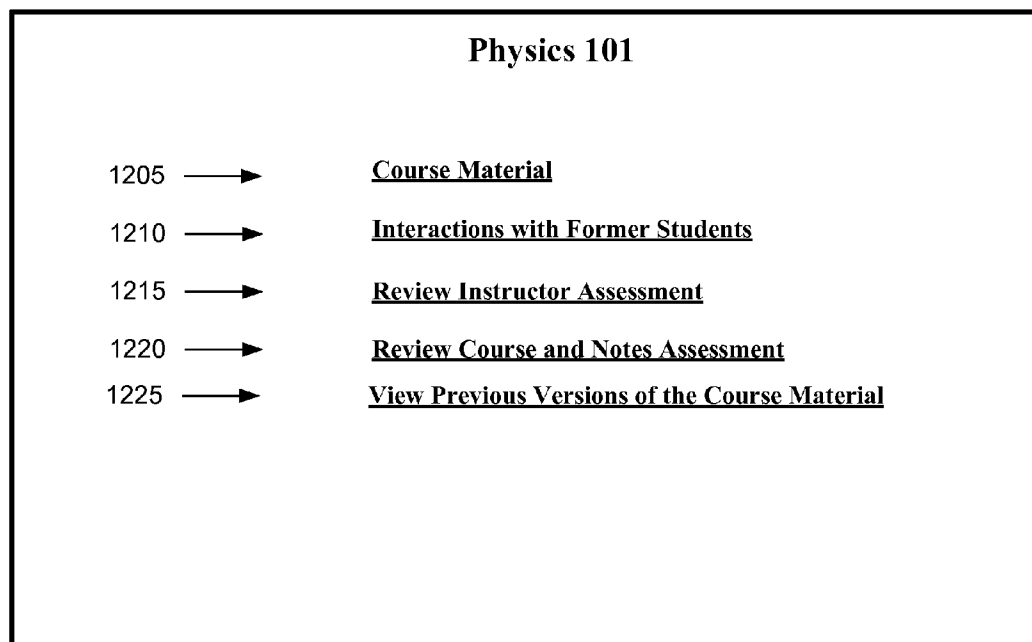 Physics 101
1205 Course Material
1210 Interactions with Former Students
1215 Review Instructor Assessment
1220 Review Course and Notes Assessment
1225 View Previous Versions of the Course Material